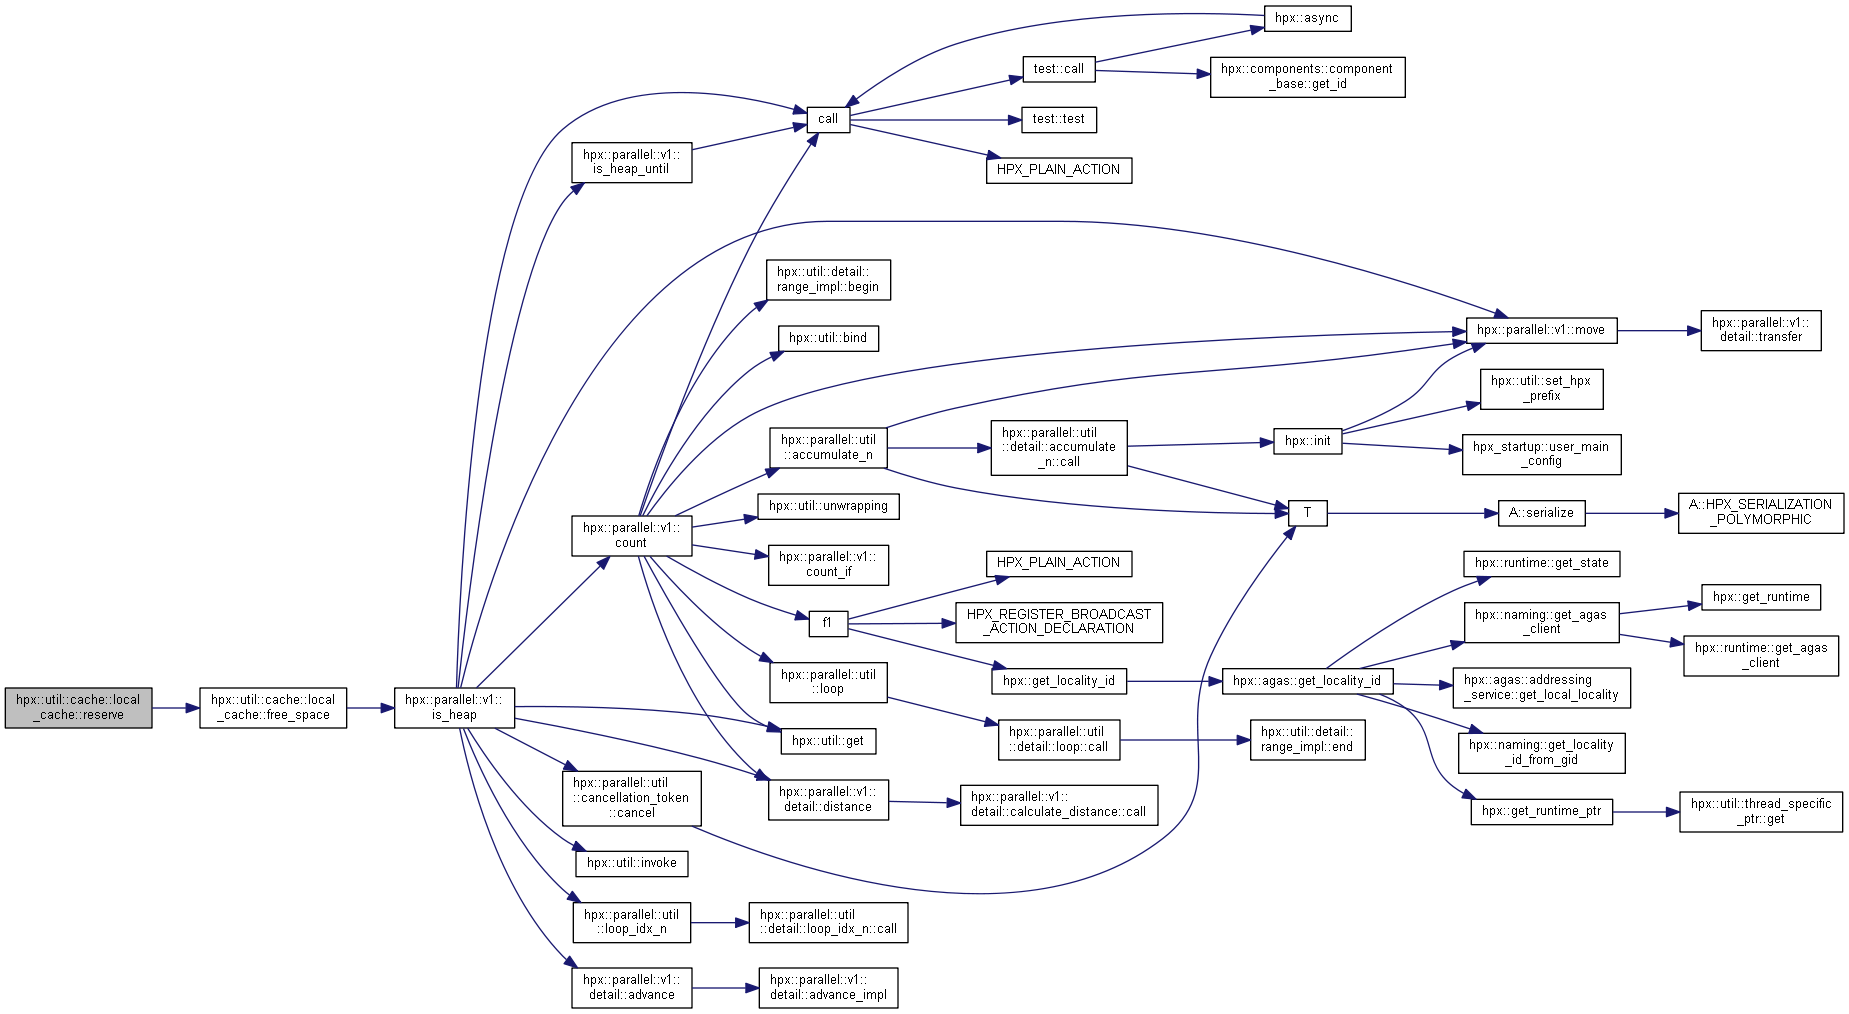 hpx::async
test::call
hpx::components::component
_base::get_id
call
test::test
hpx::parallel::v1::
is_heap_until
HPX_PLAIN_ACTION
hpx::util::detail::
range_impl::begin
hpx::util::bind
hpx::parallel::v1::move
hpx::parallel::v1::
detail::transfer
hpx::util::set_hpx
_prefix
hpx::parallel::util
::accumulate_n
hpx::parallel::util
::detail::accumulate
_n::call
hpx::init
hpx_startup::user_main
_config
hpx::util::unwrapping
T
A::serialize
A::HPX_SERIALIZATION
_POLYMORPHIC
hpx::parallel::v1::
count
hpx::parallel::v1::
count_if
HPX_PLAIN_ACTION
hpx::runtime::get_state
f1
HPX_REGISTER_BROADCAST
_ACTION_DECLARATION
hpx::naming::get_agas
_client
hpx::get_runtime
hpx::runtime::get_agas
_client
hpx::parallel::util
::loop
hpx::get_locality_id
hpx::agas::get_locality_id
hpx::agas::addressing
_service::get_local_locality
hpx::util::cache::local
_cache::reserve
hpx::util::cache::local
_cache::free_space
hpx::parallel::v1::
is_heap
hpx::util::get
hpx::parallel::util
::detail::loop::call
hpx::util::detail::
range_impl::end
hpx::naming::get_locality
_id_from_gid
hpx::parallel::util
::cancellation_token
::cancel
hpx::parallel::v1::
detail::distance
hpx::parallel::v1::
detail::calculate_distance::call
hpx::get_runtime_ptr
hpx::util::thread_specific
_ptr::get
hpx::util::invoke
hpx::parallel::util
::loop_idx_n
hpx::parallel::util
::detail::loop_idx_n::call
hpx::parallel::v1::
detail::advance
hpx::parallel::v1::
detail::advance_impl